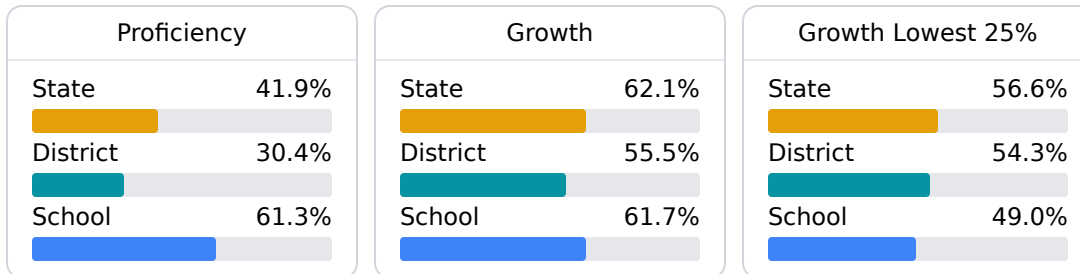 Proficiency
State 41.9%
District 30.4%
School 61.3%
Growth
State 62.1%
District 55.5%
School 61.7%
Growth Lowest 25%
State 56.6%
District 54.3%
School 49.0%